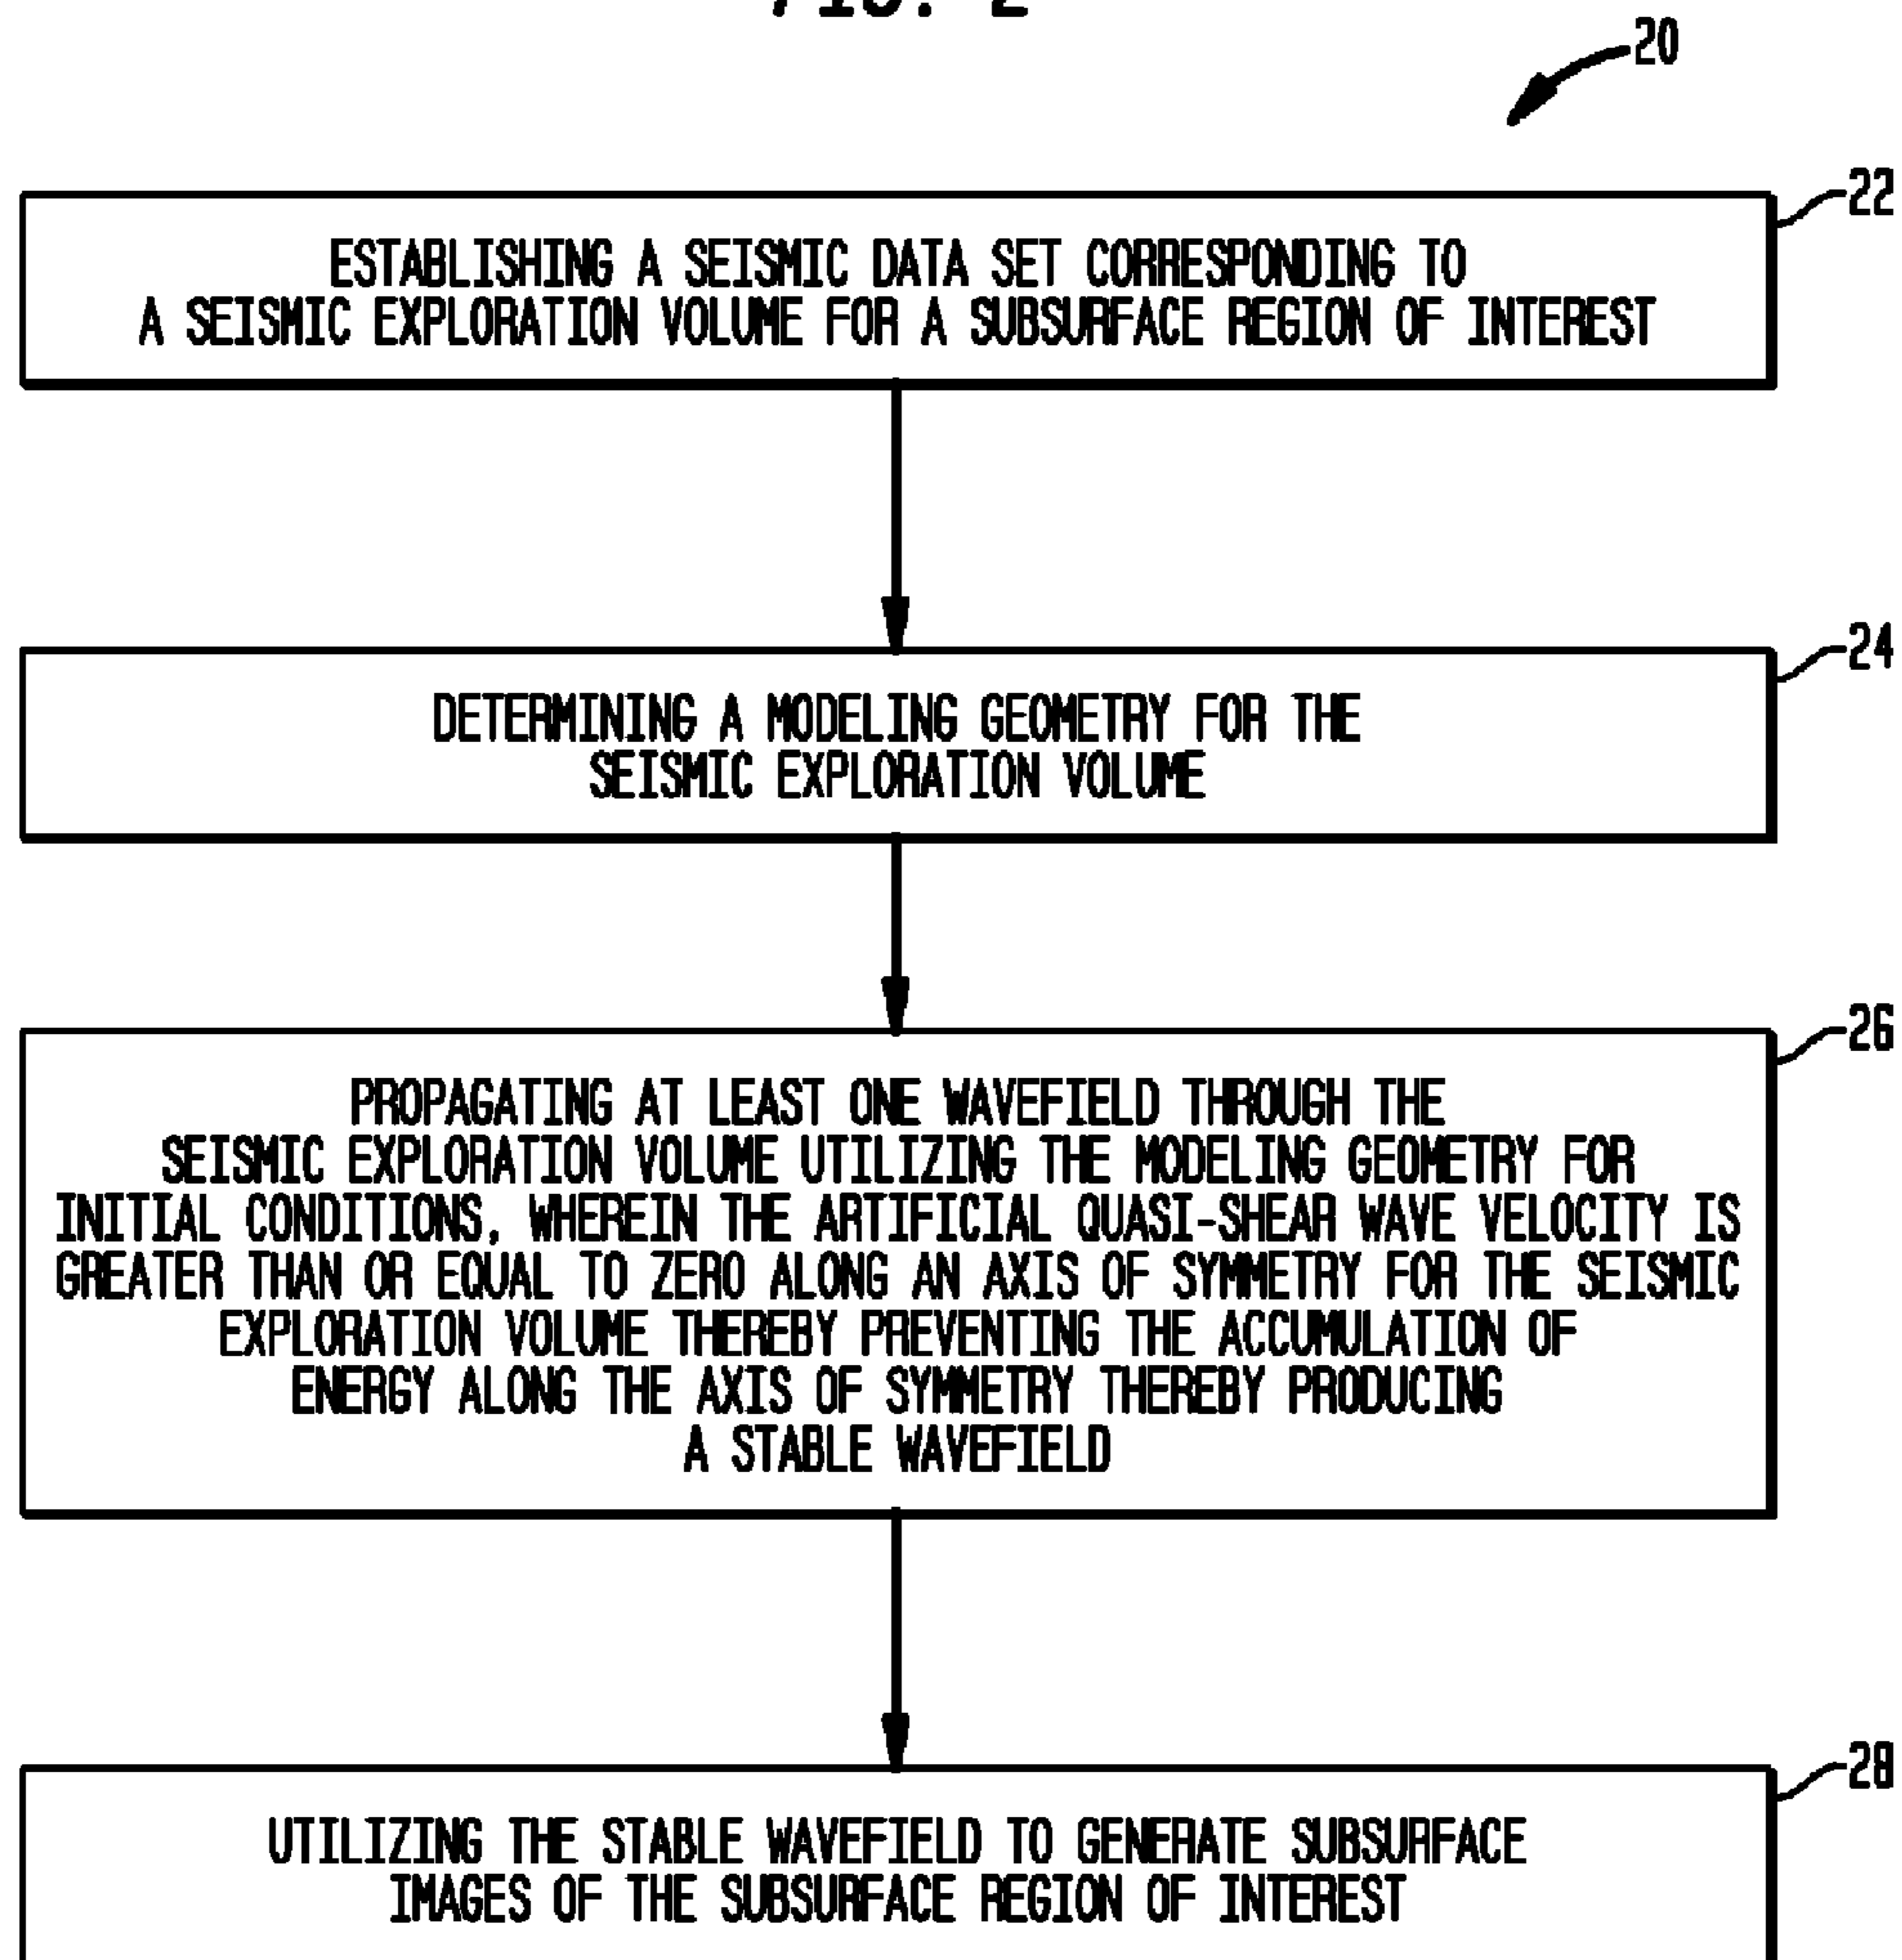 FIG. 2
20
22
ESTABLISHING A SEISMIC DATA SET CORRESPONDING TO
A SEISMIC EXPLORATION VOLUME FOR A SUBSURFACE REGION OF INTEREST
24
DETERMINING A MODELING GEOMETRY FOR THE
SEISMIC EXPLORATION VOLUME
26
PROPAGATING AT LEAST ONE WAVEFIELD THROUGH THE
SEISMIC EXPLORATION VOLUME UTILIZING THE MODELING GEOMETRY FOR
INITIAL CONDITIONS, WHEREIN THE ARTIFICIAL QUASI-SHEAR WAVE VELOCITY IS
GREATER THAN OR EQUAL TO ZERO ALONG AN AXIS OF SYMMETRY FOR THE SEISMIC
EXPLORATION VOLUME THEREBY PREVENTING THE ACCUMULATION OF
ENERGY ALONG THE AXIS OF SYMMETRY THEREBY PRODUCING
A STABLE WAVEFIELD
28
UTILIZING THE STABLE WAVEFIELD TO GENERATE SUBSURFACE
IMAGES OF THE SUBSURFACE REGION OF INTEREST